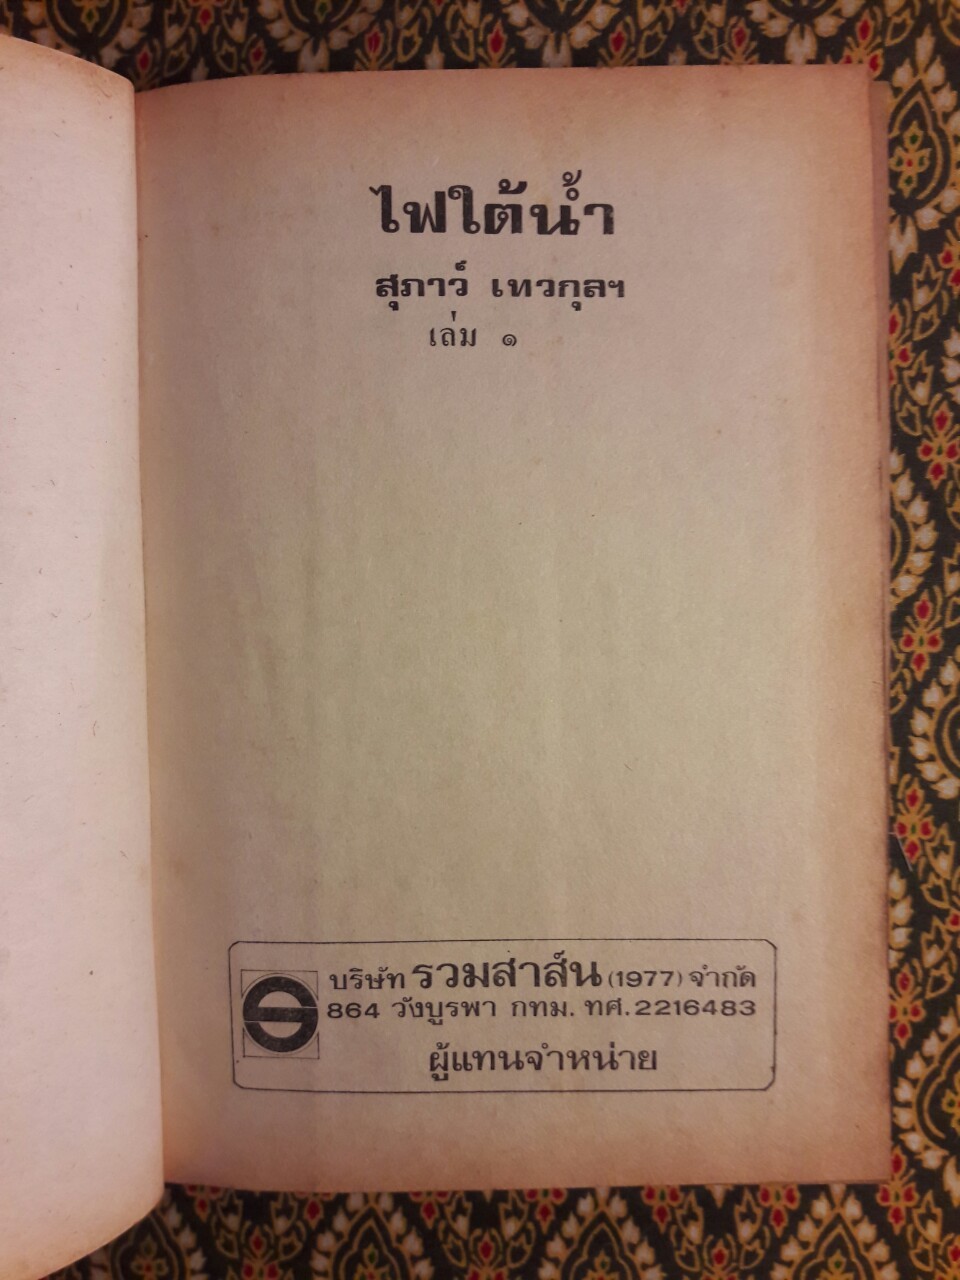 ไฟใต้น้ำ
สุภาว์ เทวกุลฯ
เล่ม ๑
บริษัท รวมสาส์น (1977) จำกัด
864 วังบูรพา กทม. ทศ.2216483
ผู้แทนจำหน่าย